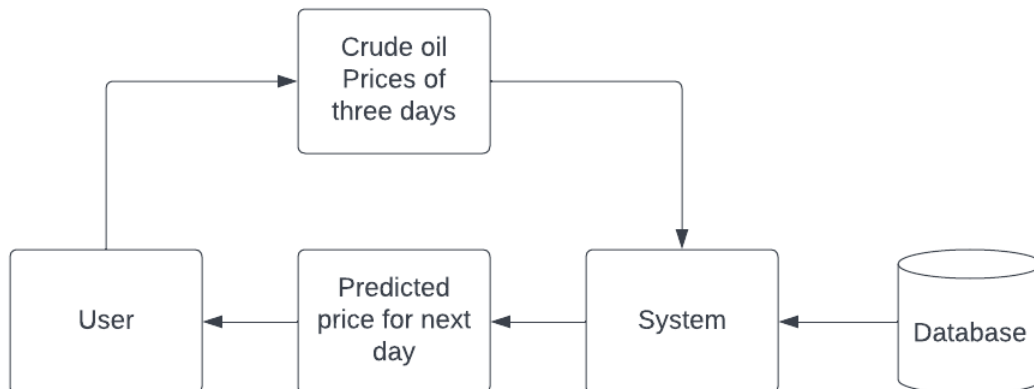 Crude oil
Prices of
three days
User
Predicted
price for next
day
System
Database